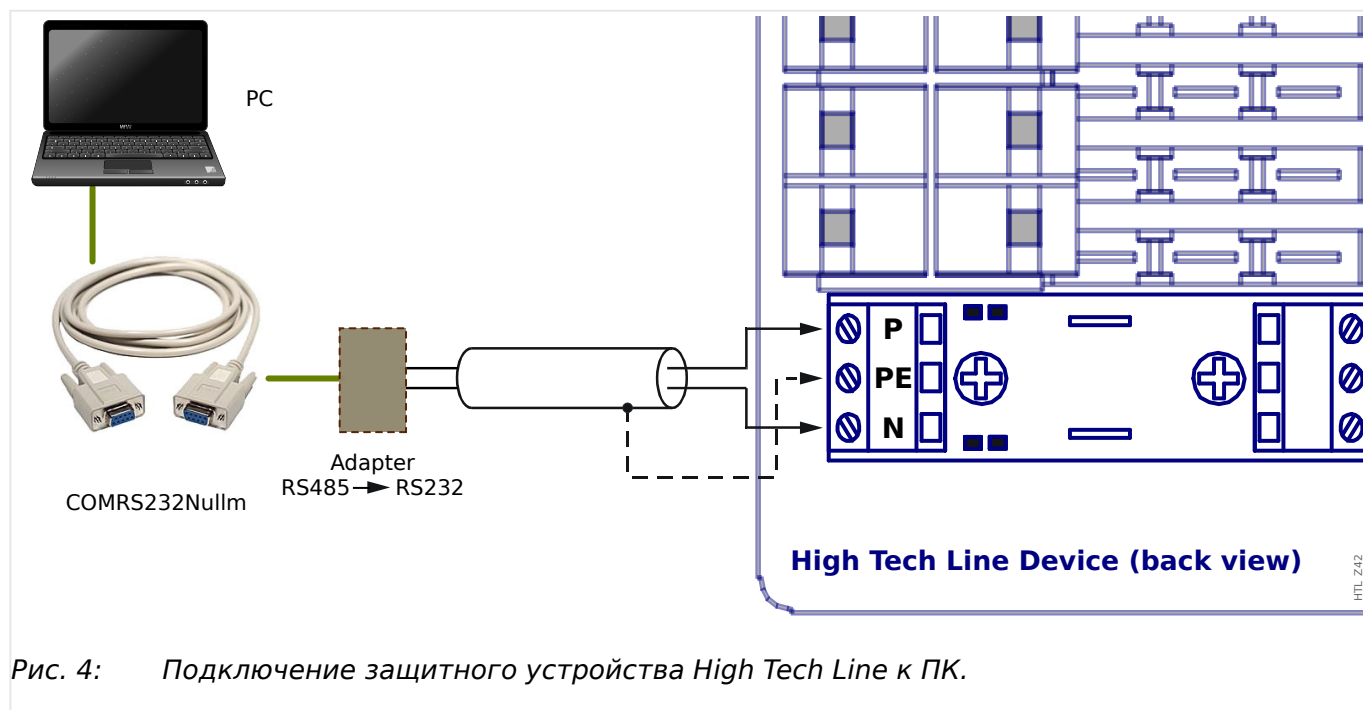 PC
COMRS232Nullm
Adapter
RS485 → RS232
P
PE
N
High Tech Line Device (back view)
HTL_Z42
Рис. 4: Подключение защитного устройства High Tech Line к ПК.